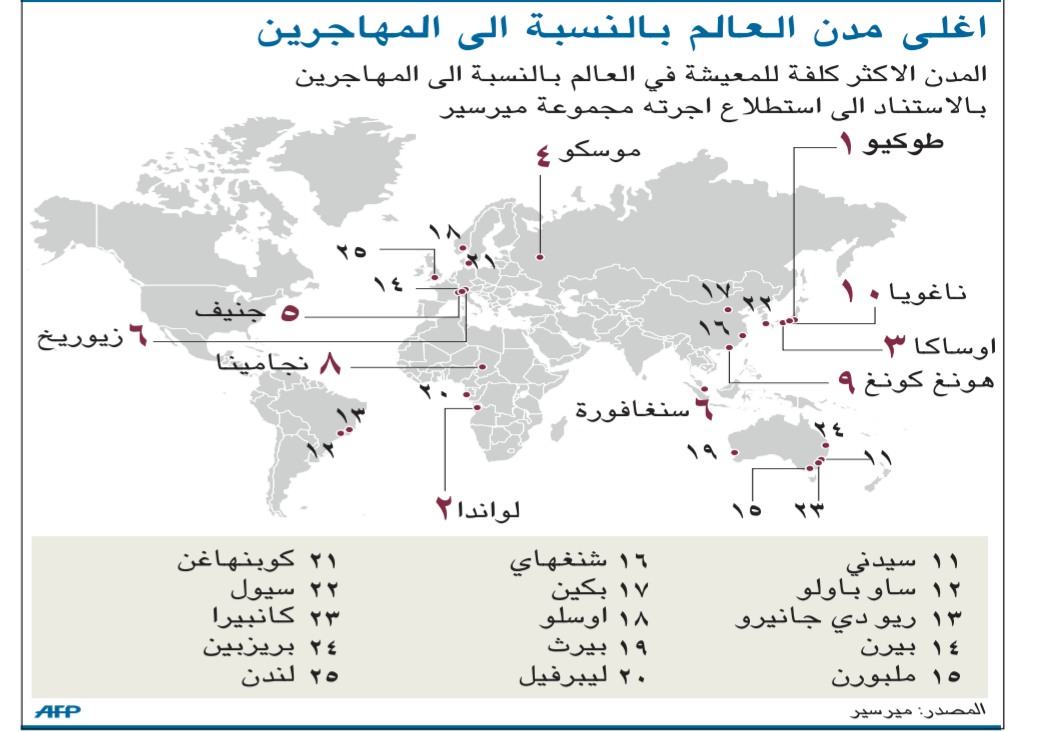 اغلى مدن العالم بالنسبة الى المهاجرين
المدن الاكثر كلفة للمعيشة في العالم بالنسبة الى المهاجرين
بالاستناد الى استطلاع اجرته مجموعة ميرسير
طوكيو ١
موسكو ٤
١٨
٢١
٢٥
١٤
ناغويا ١٠
١٧
٢٢
جنيف ٥
١٦
زيوريخ ٦
اوساكا ٣
نجامينا ٨
هونغ كونغ ٩
٢٠
سنغافورة ٦
١٣
١٢
٢٤
١٩
١١
لواندا ٢
١٥
٢٣
١١ سيدني
١٢ ساو باولو
١٣ ريو دي جانيرو
١٤ بيرن
١٥ ملبورن
١٦ شنغهاي
١٧ بكين
١٨ اوسلو
١٩ بيرث
٢٠ ليبرفيل
٢١ كوبنهاغن
٢٢ سيول
٢٣ كانبيرا
٢٤ بريزبين
٢٥ لندن
المصدر: ميرسير
AFP